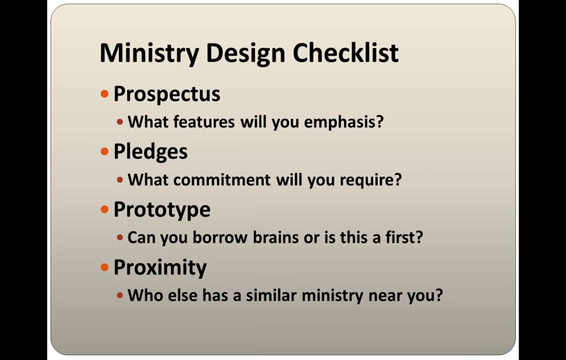 Ministry Design Checklist
• Prospectus
• What features will you emphasis?
• Pledges
• What commitment will you require?
• Prototype
• Can you borrow brains or is this a first?
• Proximity
• Who else has a similar ministry near you?